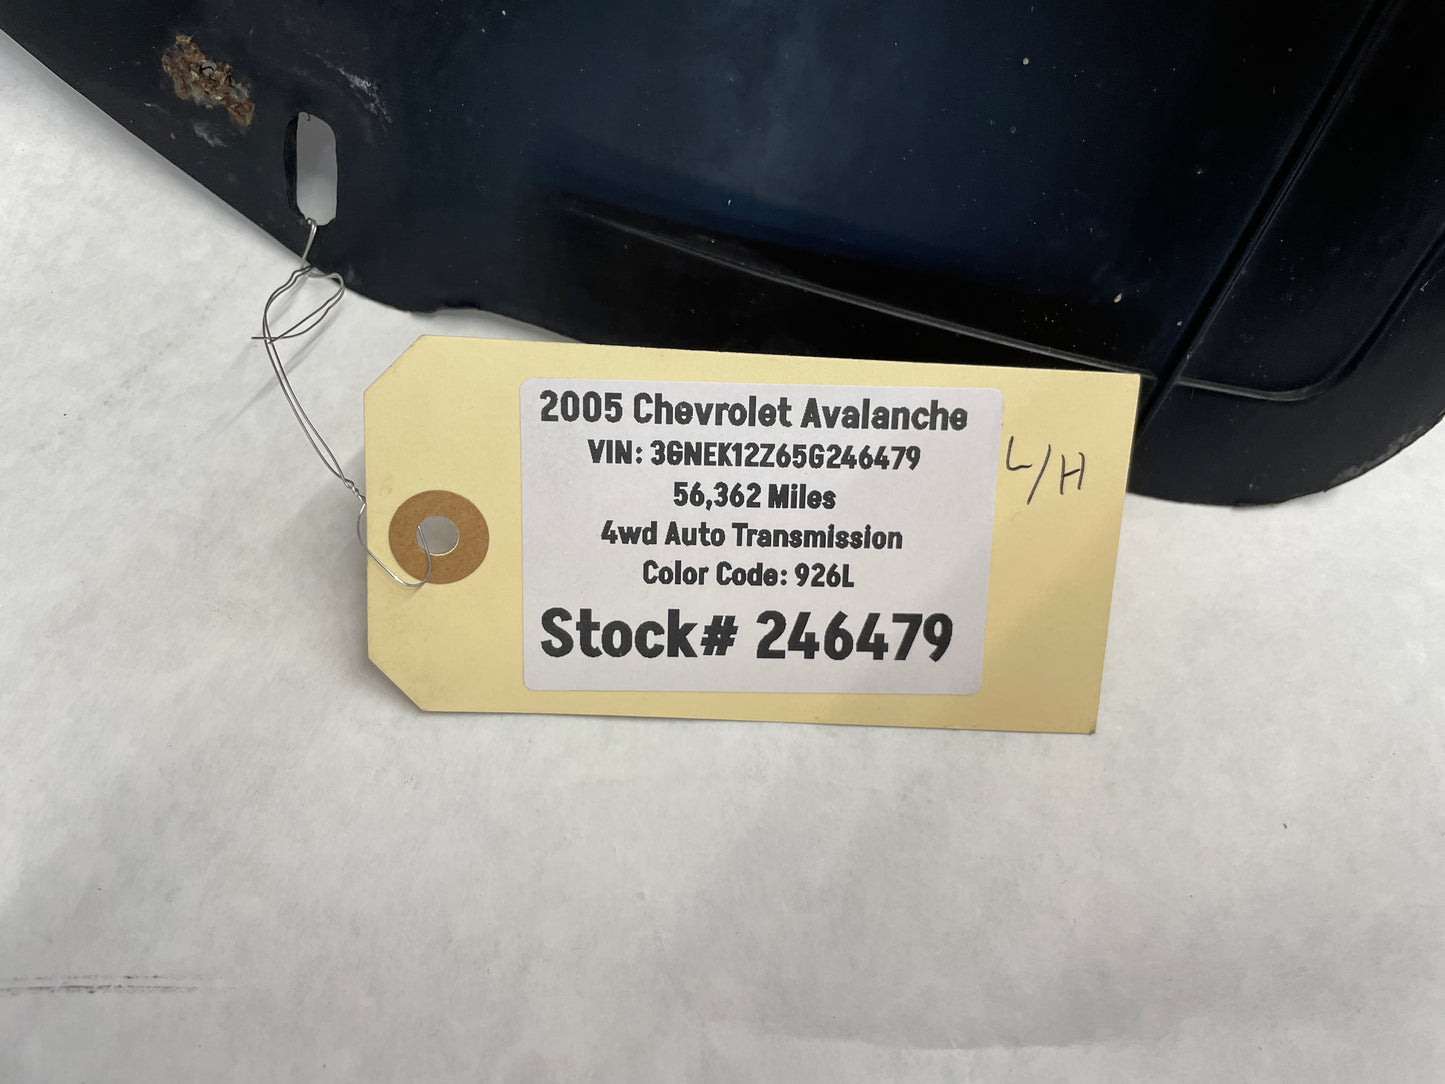 2005 Chevrolet Avalanche
VIN: 3GNEK12Z65G246479
56,362 Miles
4wd Auto Transmission
Color Code: 926L
Stock# 246479
L/H